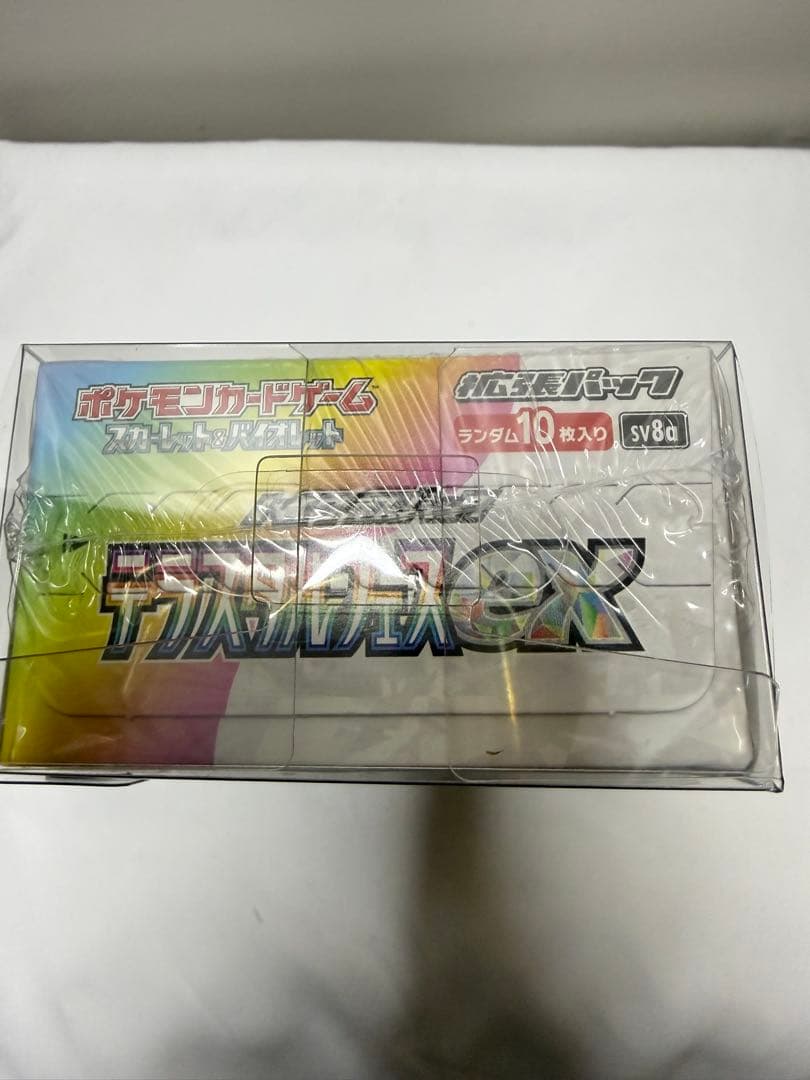 ポケモンカードゲーム
スカーレット&バイオレット
拡張パック
ランダム10枚入り
sv8a
テラスタルフェスex